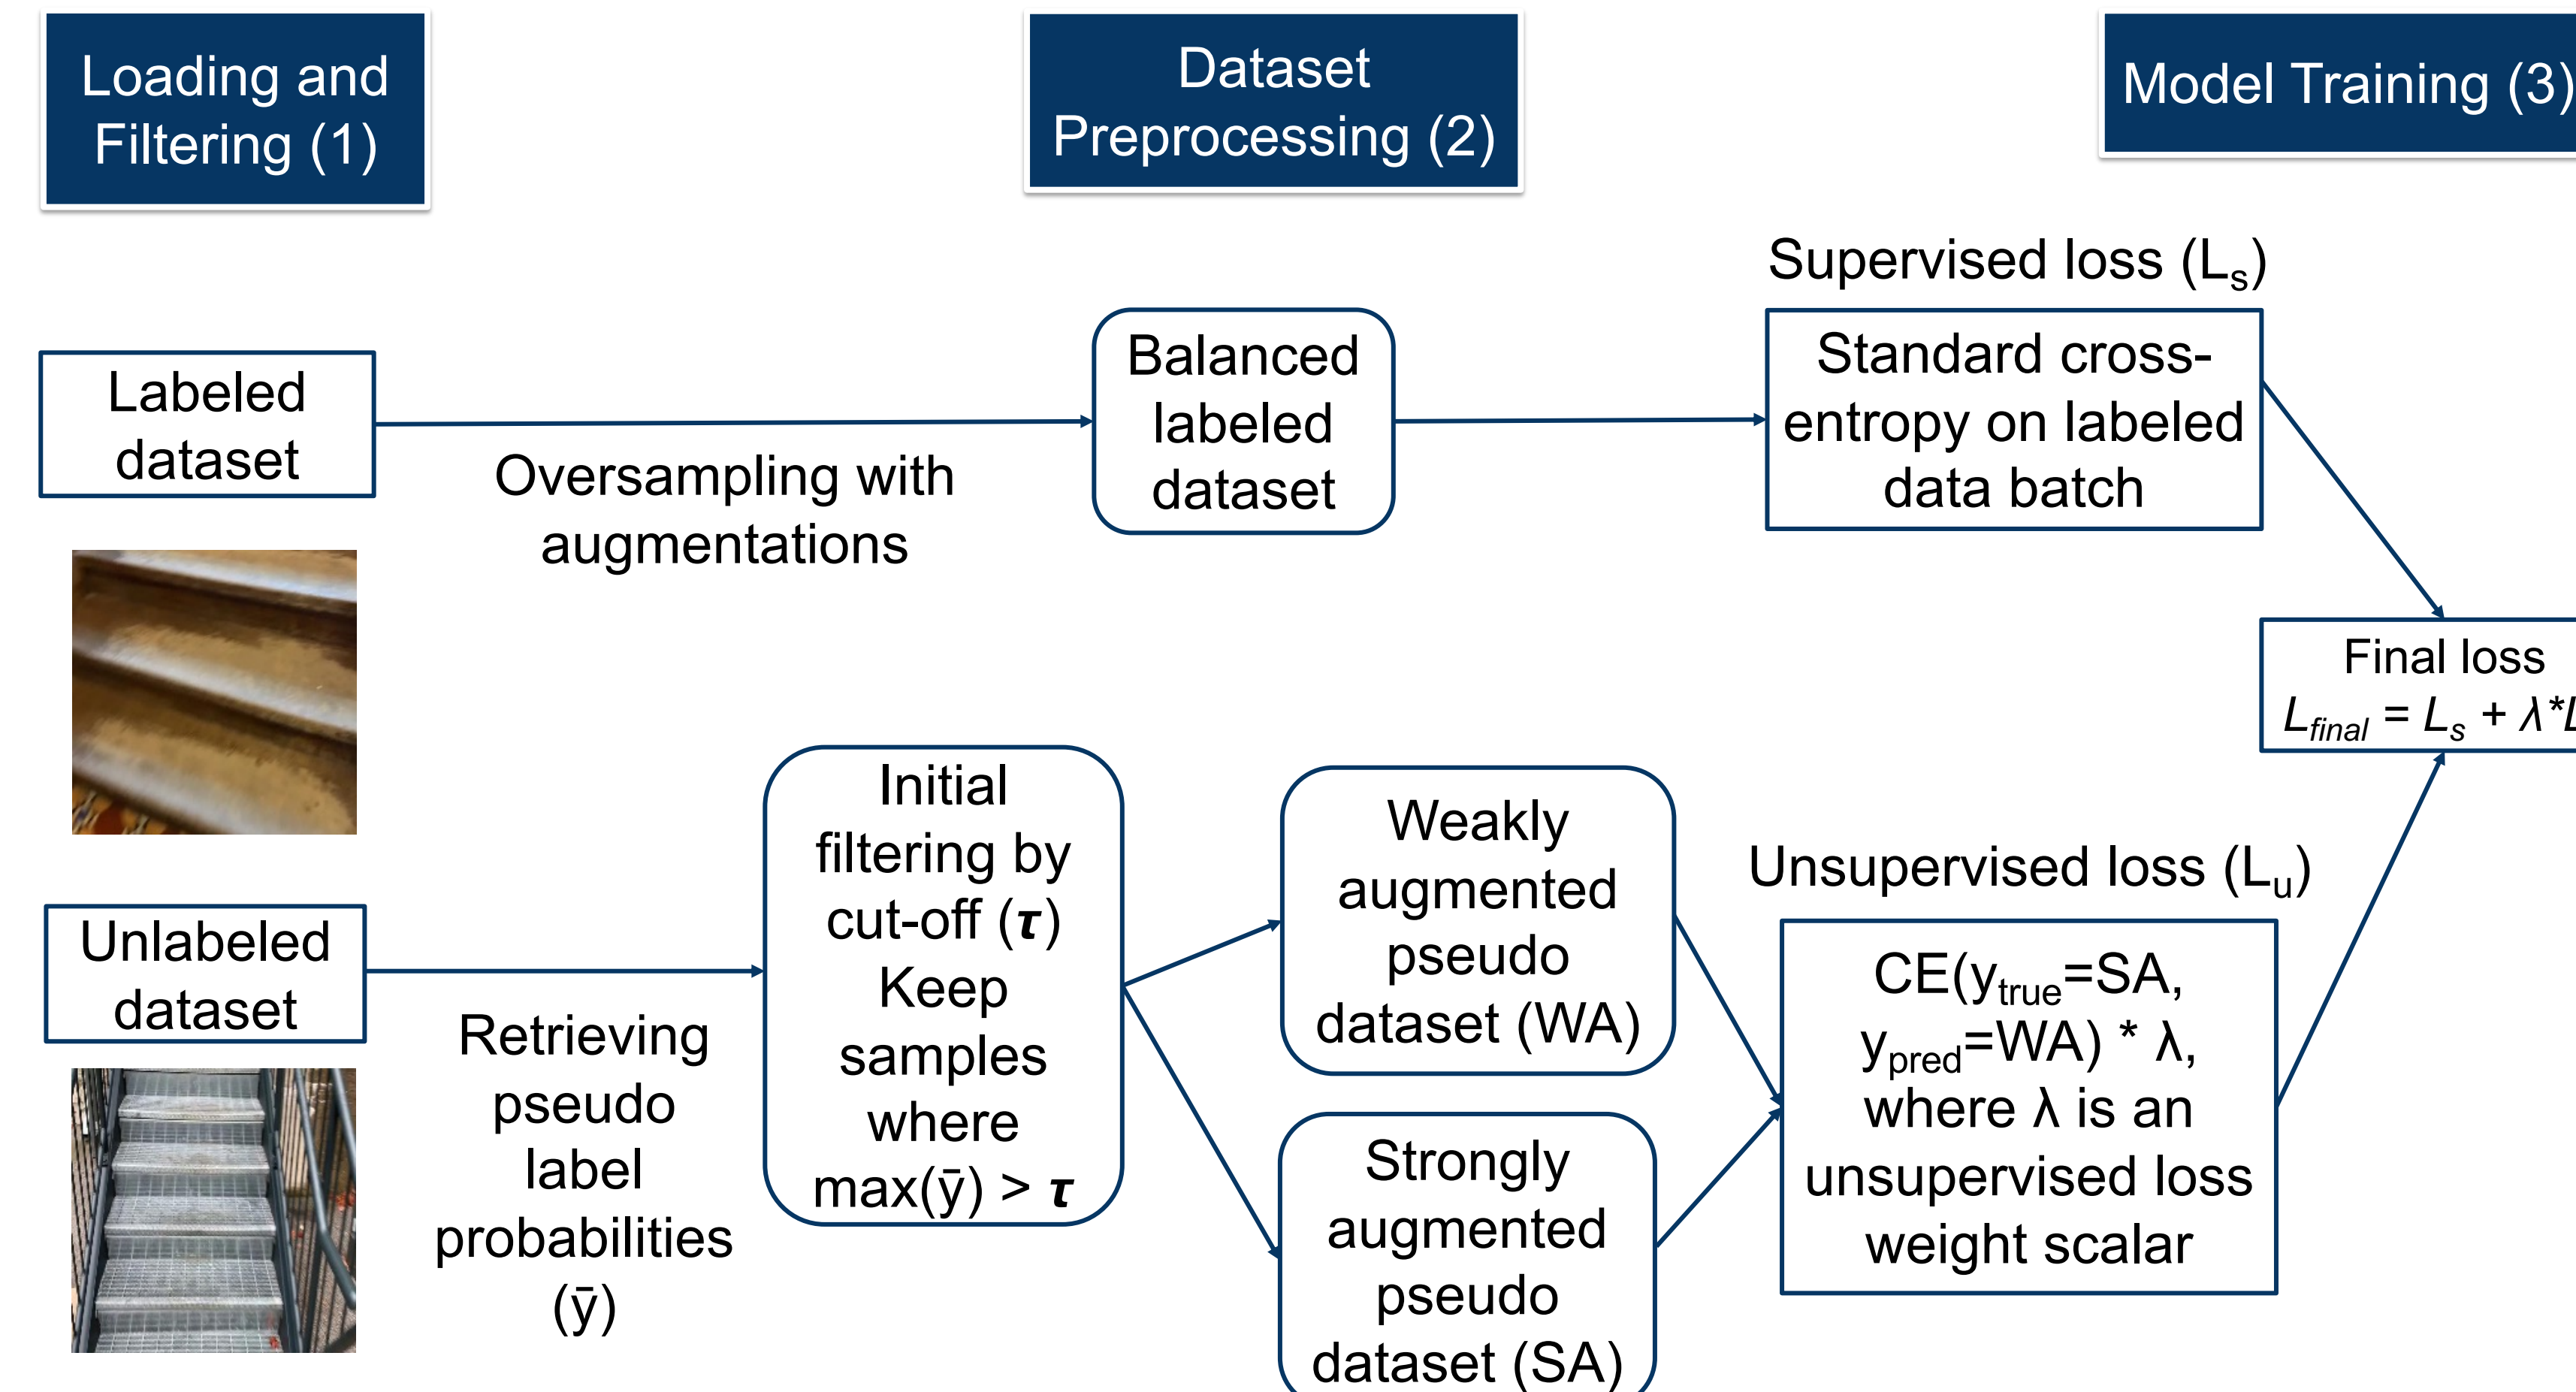 Loading and
Filtering (1)
Dataset
Preprocessing (2)
Model Training (3)
Labeled
dataset
Oversampling with
augmentations
Balanced
labeled
dataset
Supervised loss (Lₛ)
Standard cross-
entropy on labeled
data batch
Final loss
L_final = Lₛ + λ*L
Unlabeled
dataset
Retrieving
pseudo
label
probabilities
(ȳ)
Initial
filtering by
cut-off (τ)
Keep
samples
where
max(ȳ) > τ
Weakly
augmented
pseudo
dataset (WA)
Strongly
augmented
pseudo
dataset (SA)
Unsupervised loss (Lᵤ)
CE(y_true=SA,
y_pred=WA) * λ,
where λ is an
unsupervised loss
weight scalar